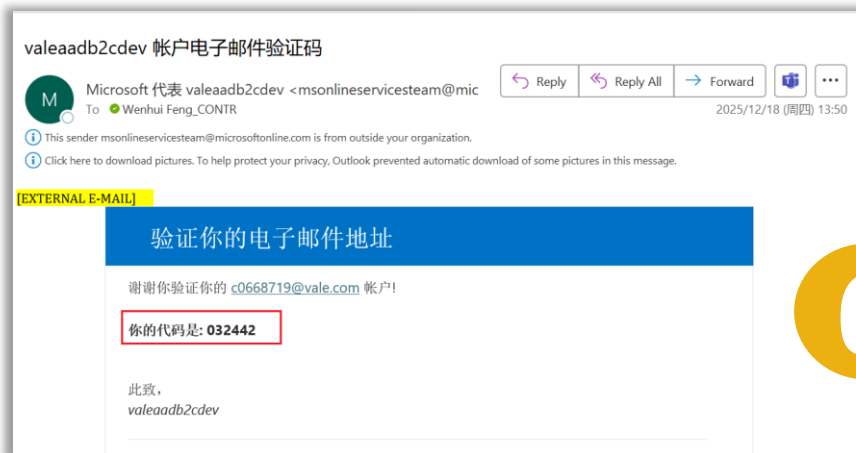 valeaadb2cdev 帐户电子邮件验证码
M
Microsoft 代表 valeaadb2cdev <msonlineservicesteam@mic
Reply
Reply All
Forward
To Wenhui Feng_CONTR
2025/12/18 (周四) 13:50
This sender msonlineservicesteam@microsoftonline.com is from outside your organization.
Click here to download pictures. To help protect your privacy, Outlook prevented automatic download of some pictures in this message.
[EXTERNAL E-MAIL]
验证你的电子邮件地址
谢谢你验证你的 c0668719@vale.com 帐户!
你的代码是: 032442
此致，
valeaadb2cdev